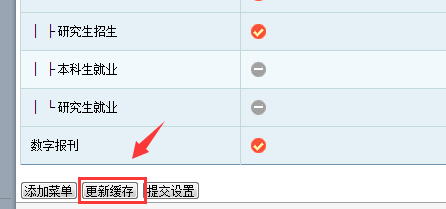 研究生招生
本科生就业
研究生就业
数字报刊
添加菜单 更新缓存 提交设置